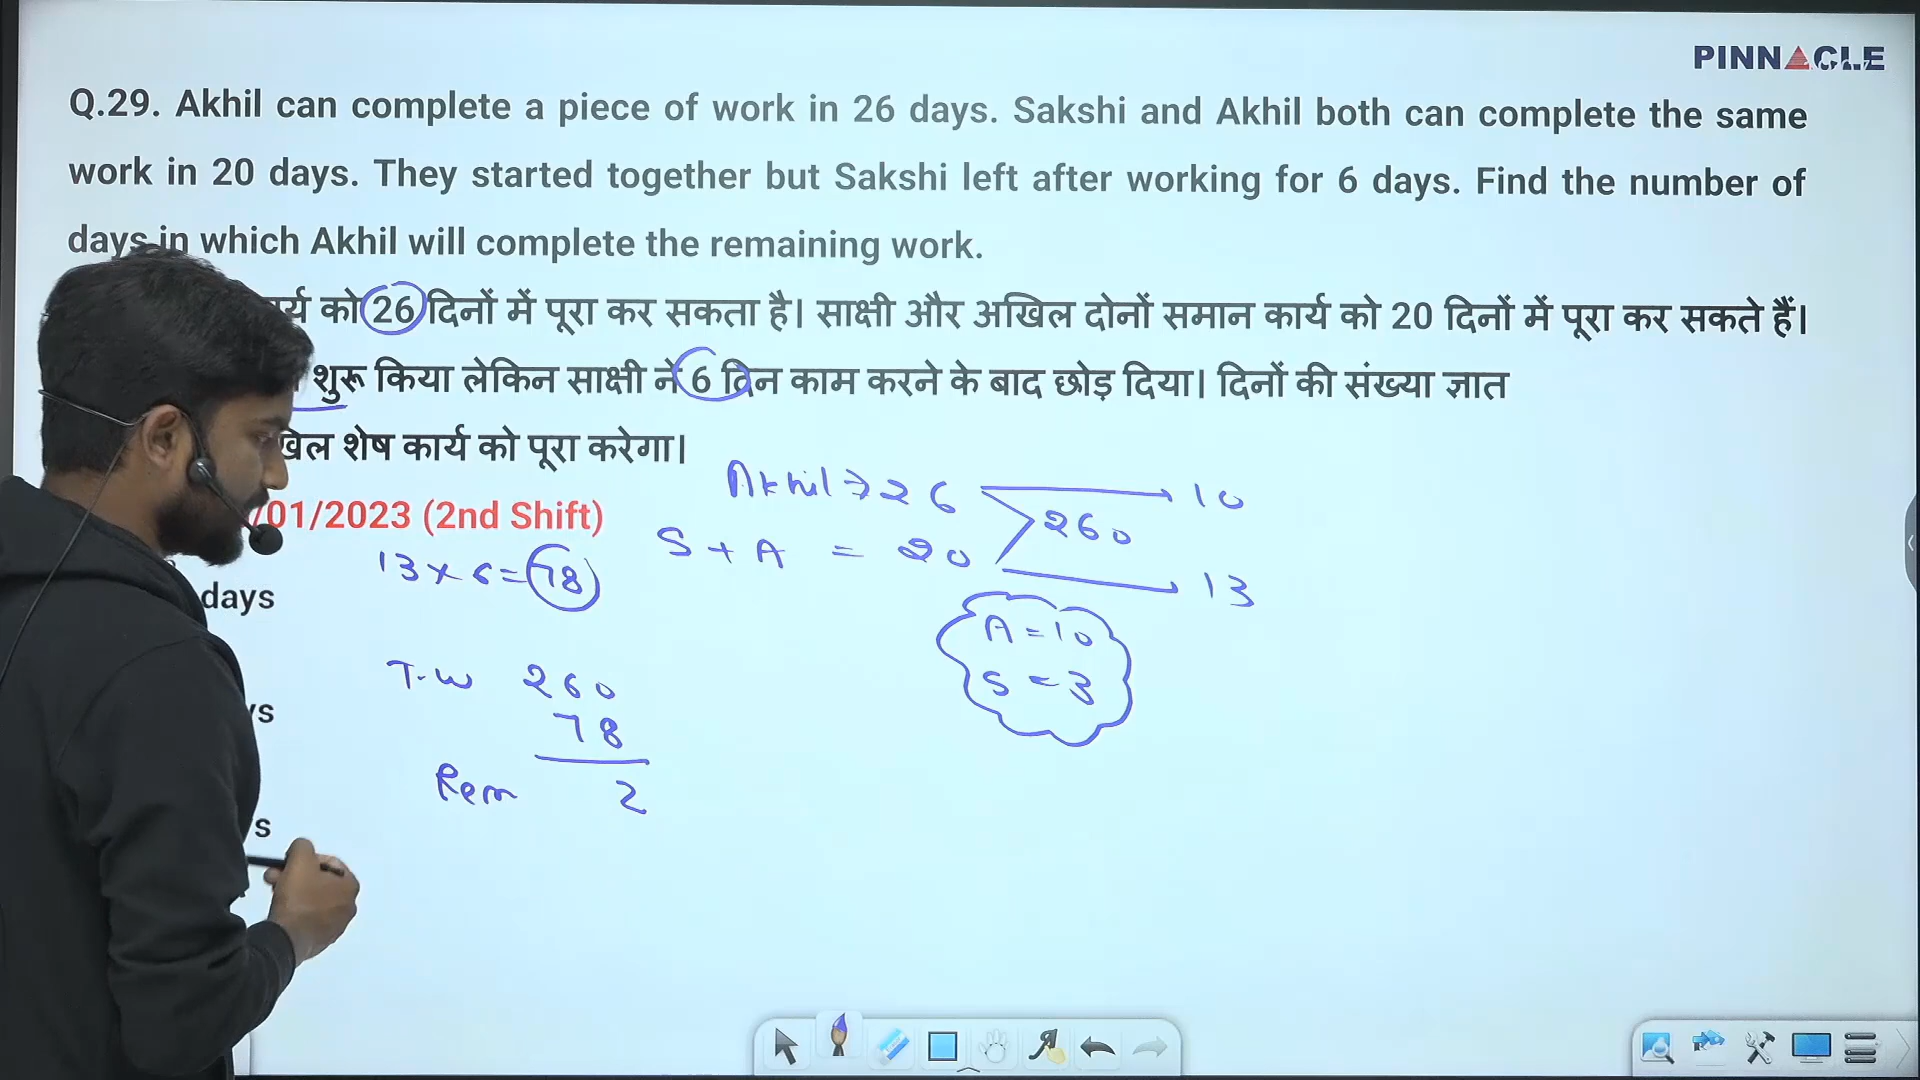 PINNACLE
Q.29. Akhil can complete a piece of work in 26 days. Sakshi and Akhil both can complete the same
work in 20 days. They started together but Sakshi left after working for 6 days. Find the number of
days in which Akhil will complete the remaining work.
र्य को 26 दिनों में पूरा कर सकता है। साक्षी और अखिल दोनों समान कार्य को 20 दिनों में पूरा कर सकते हैं।
शुरू किया लेकिन साक्षी ने 6 दिन काम करने के बाद छोड़ दिया। दिनों की संख्या ज्ञात
खिल शेष कार्य को पूरा करेगा।
/01/2023 (2nd Shift)
Akhil → 26 260 10
S + A = 20 13
13 × 6 = 78
days
A = 10
S = 3
T.W 260
78
Rem 2
ys
s